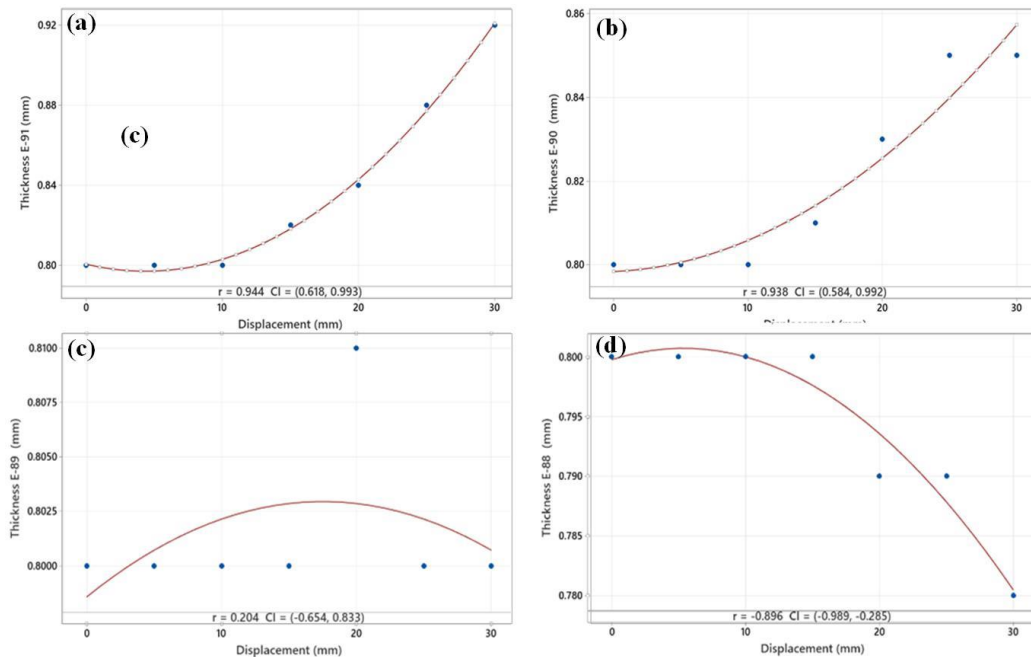 (a)
0.92
0.88
0.84
0.80
Thickness E-91 (mm)
(c)
0
10
20
30
r = 0.944 CI = (0.618, 0.993)
Displacement (mm)
(b)
0.86
0.84
0.82
0.80
Thickness E-90 (mm)
0
10
20
30
r = 0.938 CI = (0.584, 0.992)
Displacement (mm)
(c)
0.8100
0.8075
0.8050
0.8025
0.8000
Thickness E-89 (mm)
r = 0.204 CI = (-0.654, 0.833)
0
10
20
30
Displacement (mm)
(d)
0.800
0.795
0.790
0.785
0.780
Thickness E-88 (mm)
r = -0.896 CI = (-0.989, -0.285)
0
10
20
30
Displacement (mm)